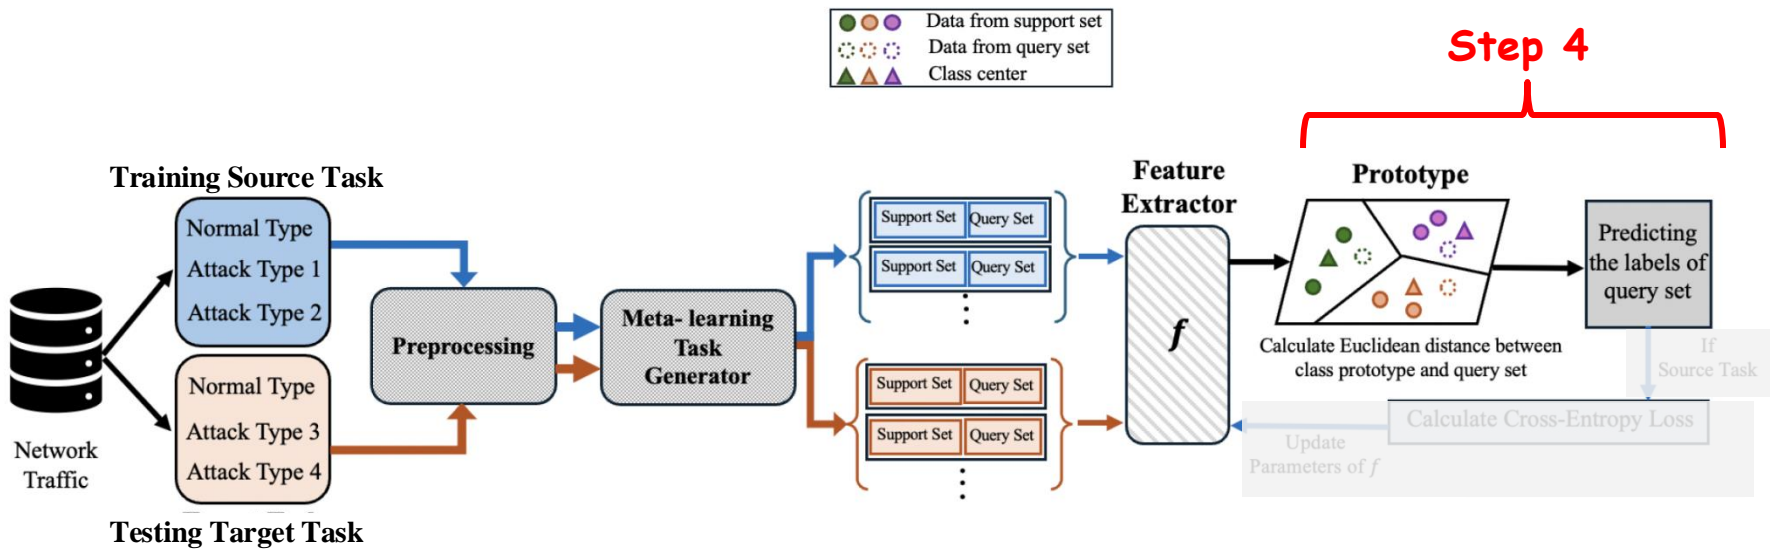 Data from support set
Data from query set
Class center
Step 4
Training Source Task
Normal Type
Attack Type 1
Attack Type 2
Normal Type
Attack Type 3
Attack Type 4
Testing Target Task
Network
Traffic
Preprocessing
Meta- learning
Task
Generator
Support Set
Query Set
Support Set
Query Set
Support Set
Query Set
Support Set
Query Set
Feature
Extractor
f
Prototype
Calculate Euclidean distance between
class prototype and query set
Predicting
the labels of
query set
If
Source Task
Calculate Cross-Entropy Loss
Update
Parameters of f